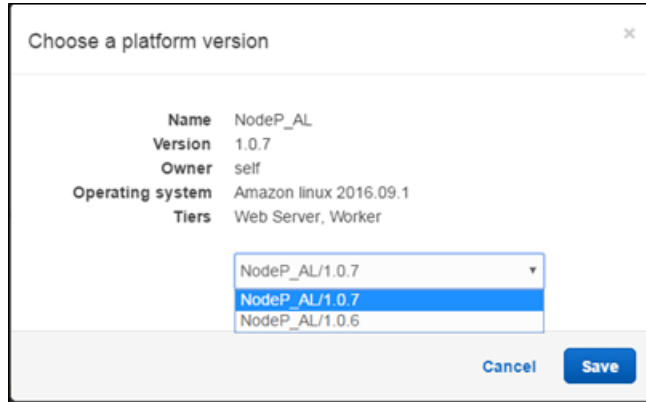 Choose a platform version
×
Name NodeP_AL
Version 1.0.7
Owner self
Operating system Amazon linux 2016.09.1
Tiers Web Server, Worker
NodeP_AL/1.0.7
NodeP_AL/1.0.7
NodeP_AL/1.0.6
Cancel Save